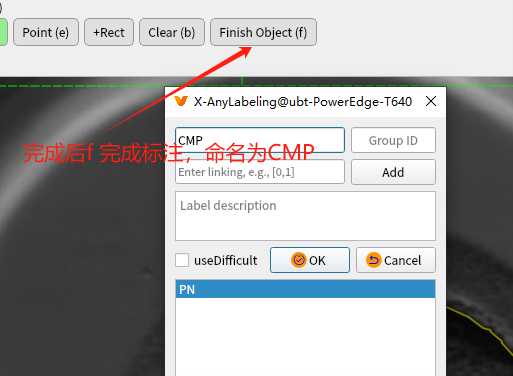 )
Point (e) +Rect Clear (b) Finish Object (f)
X-AnyLabeling@ubt-PowerEdge-T640
完成后f 完成标注，命名为CMP
CMP Group ID
Enter linking, e.g., [0,1] Add
Label description
useDifficult OK Cancel
PN